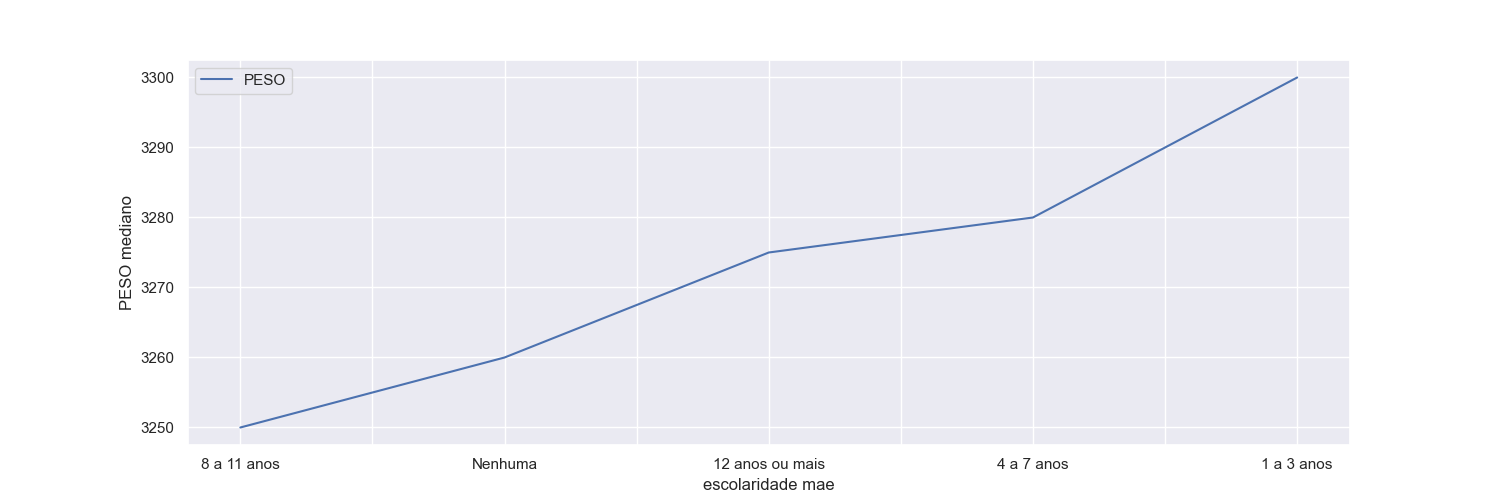 PESO
3300
3290
3280
3270
3260
3250
PESO mediano
8 a 11 anos
Nenhuma
12 anos ou mais
4 a 7 anos
1 a 3 anos
escolaridade mae